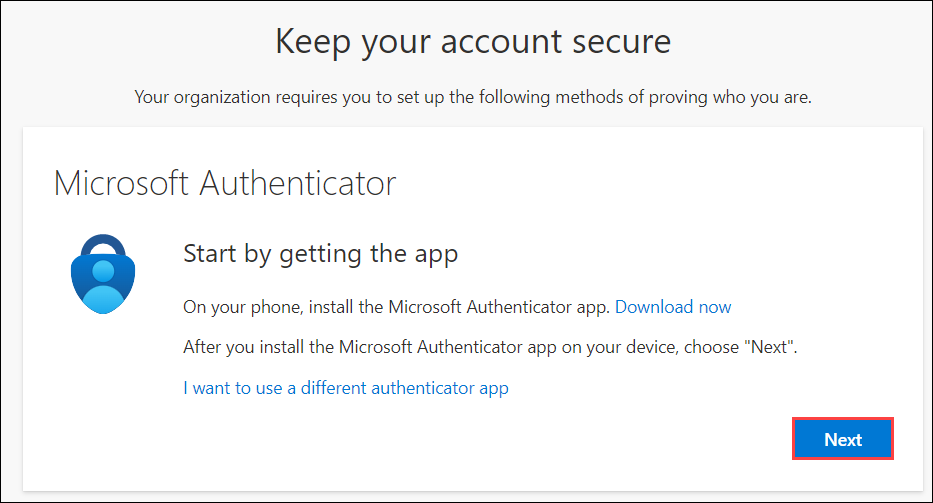 Keep your account secure
Your organization requires you to set up the following methods of proving who you are.
Microsoft Authenticator
Start by getting the app
On your phone, install the Microsoft Authenticator app. Download now
After you install the Microsoft Authenticator app on your device, choose "Next".
I want to use a different authenticator app
Next